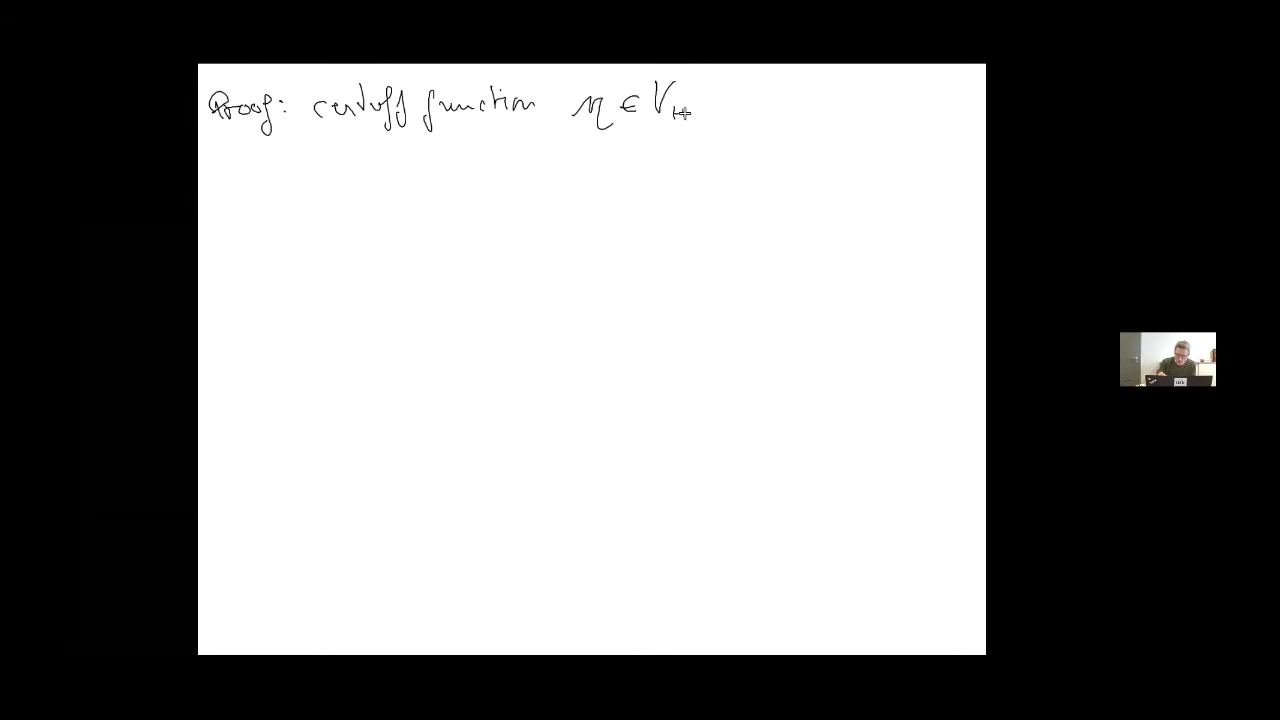 Proof: cutoff function η ∈ V_H